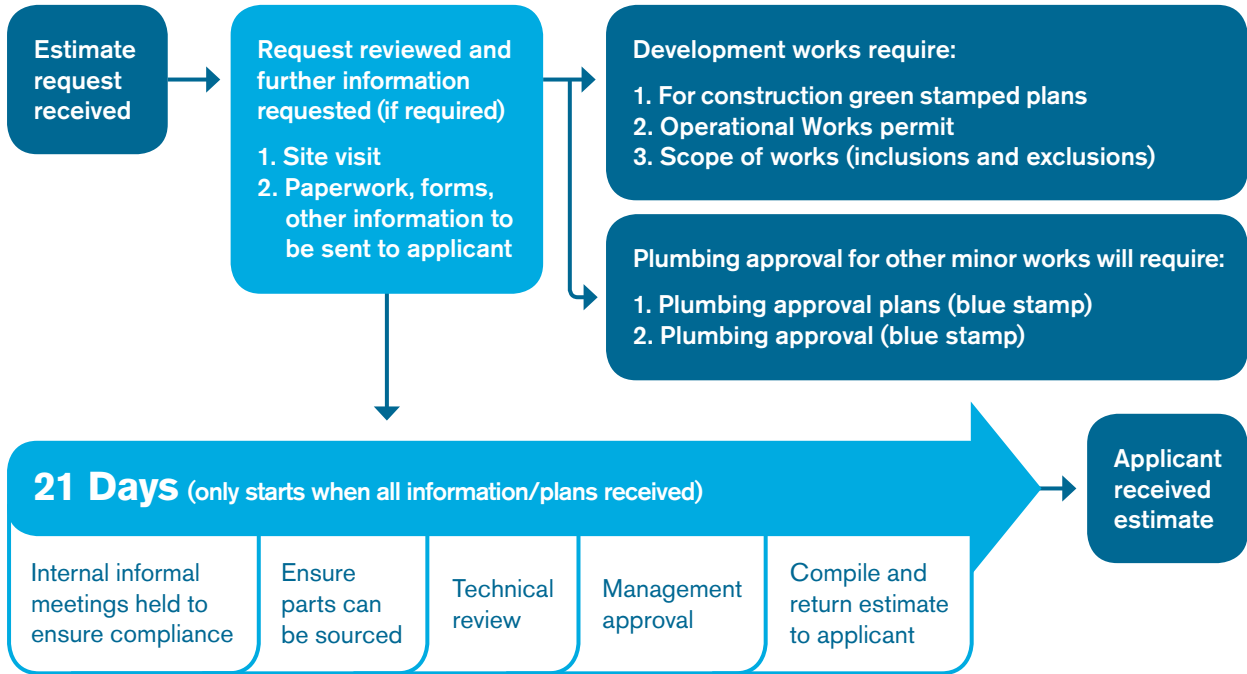 Estimate
request
received
Request reviewed and
further information
requested (if required)
1. Site visit
2. Paperwork, forms,
other information to
be sent to applicant
Development works require:
1. For construction green stamped plans
2. Operational Works permit
3. Scope of works (inclusions and exclusions)
Plumbing approval for other minor works will require:
1. Plumbing approval plans (blue stamp)
2. Plumbing approval (blue stamp)
21 Days (only starts when all information/plans received)
Internal informal
meetings held to
ensure compliance
Ensure
parts can
be sourced
Technical
review
Management
approval
Compile and
return estimate
to applicant
Applicant
received
estimate